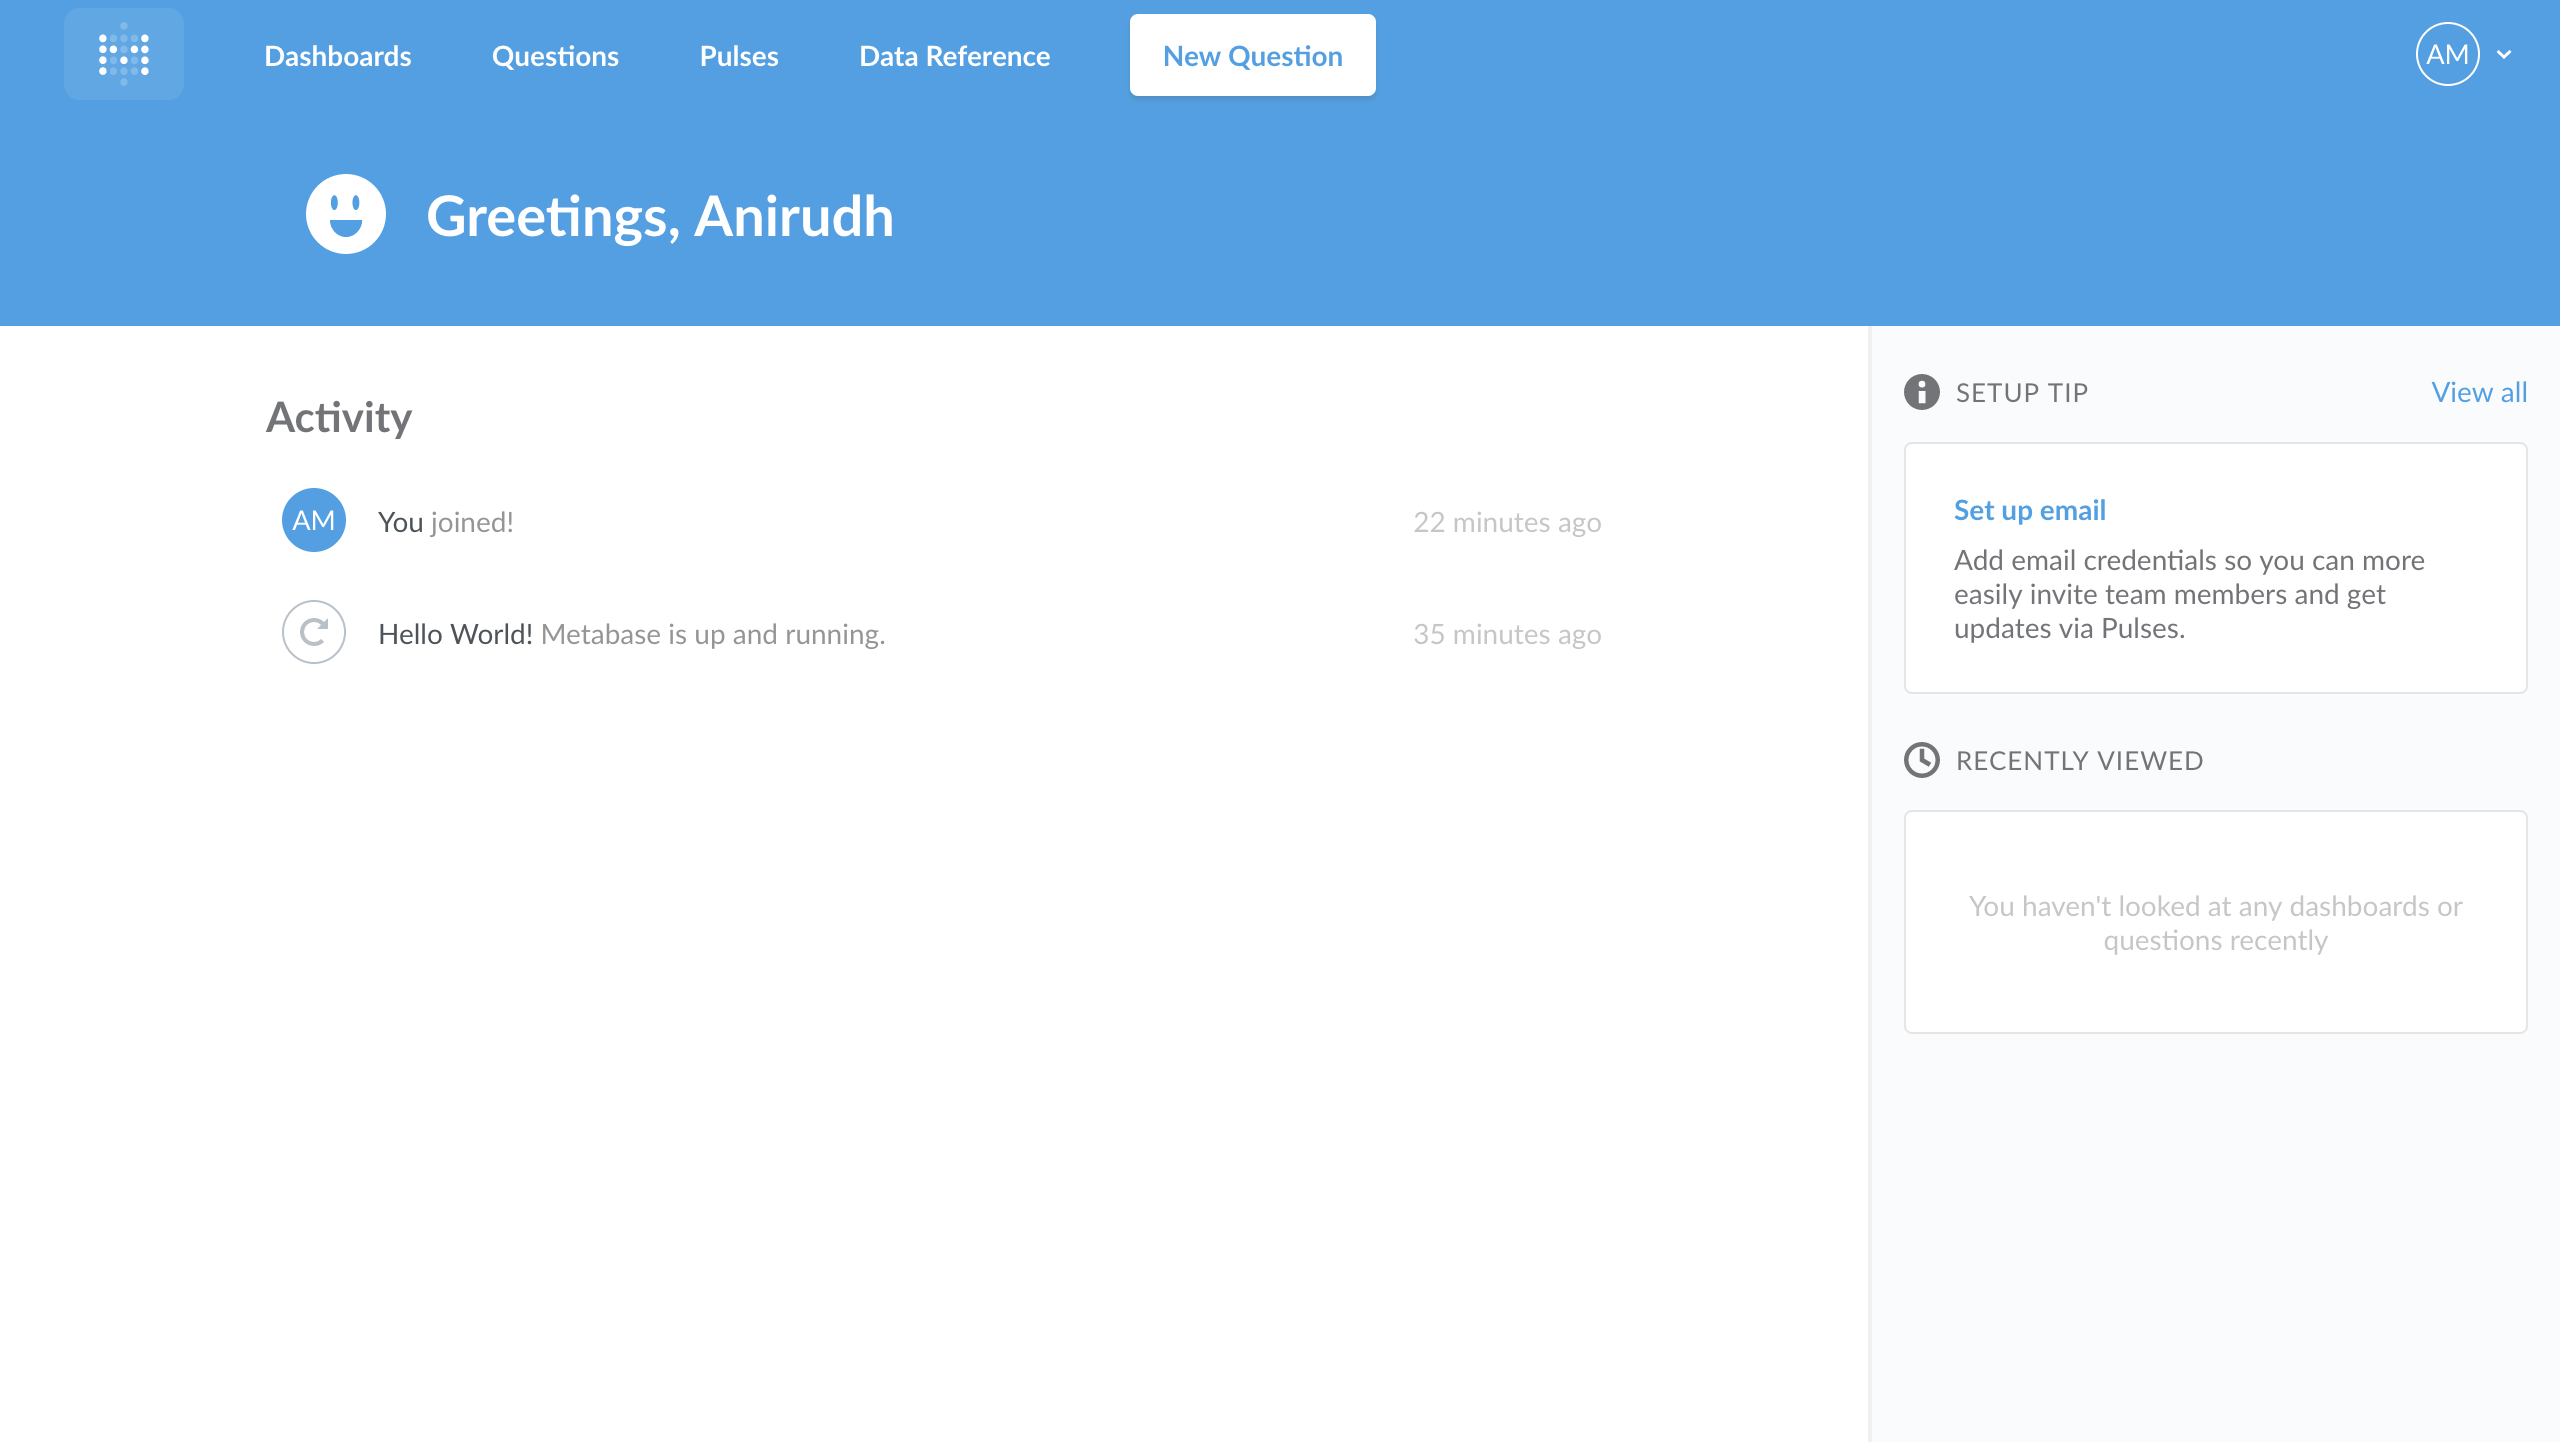 Dashboards Questions Pulses Data Reference New Question AM
Greetings, Anirudh
Activity
AM You joined! 22 minutes ago
Hello World! Metabase is up and running. 35 minutes ago
SETUP TIP View all
Set up email
Add email credentials so you can more
easily invite team members and get
updates via Pulses.
RECENTLY VIEWED
You haven't looked at any dashboards or
questions recently